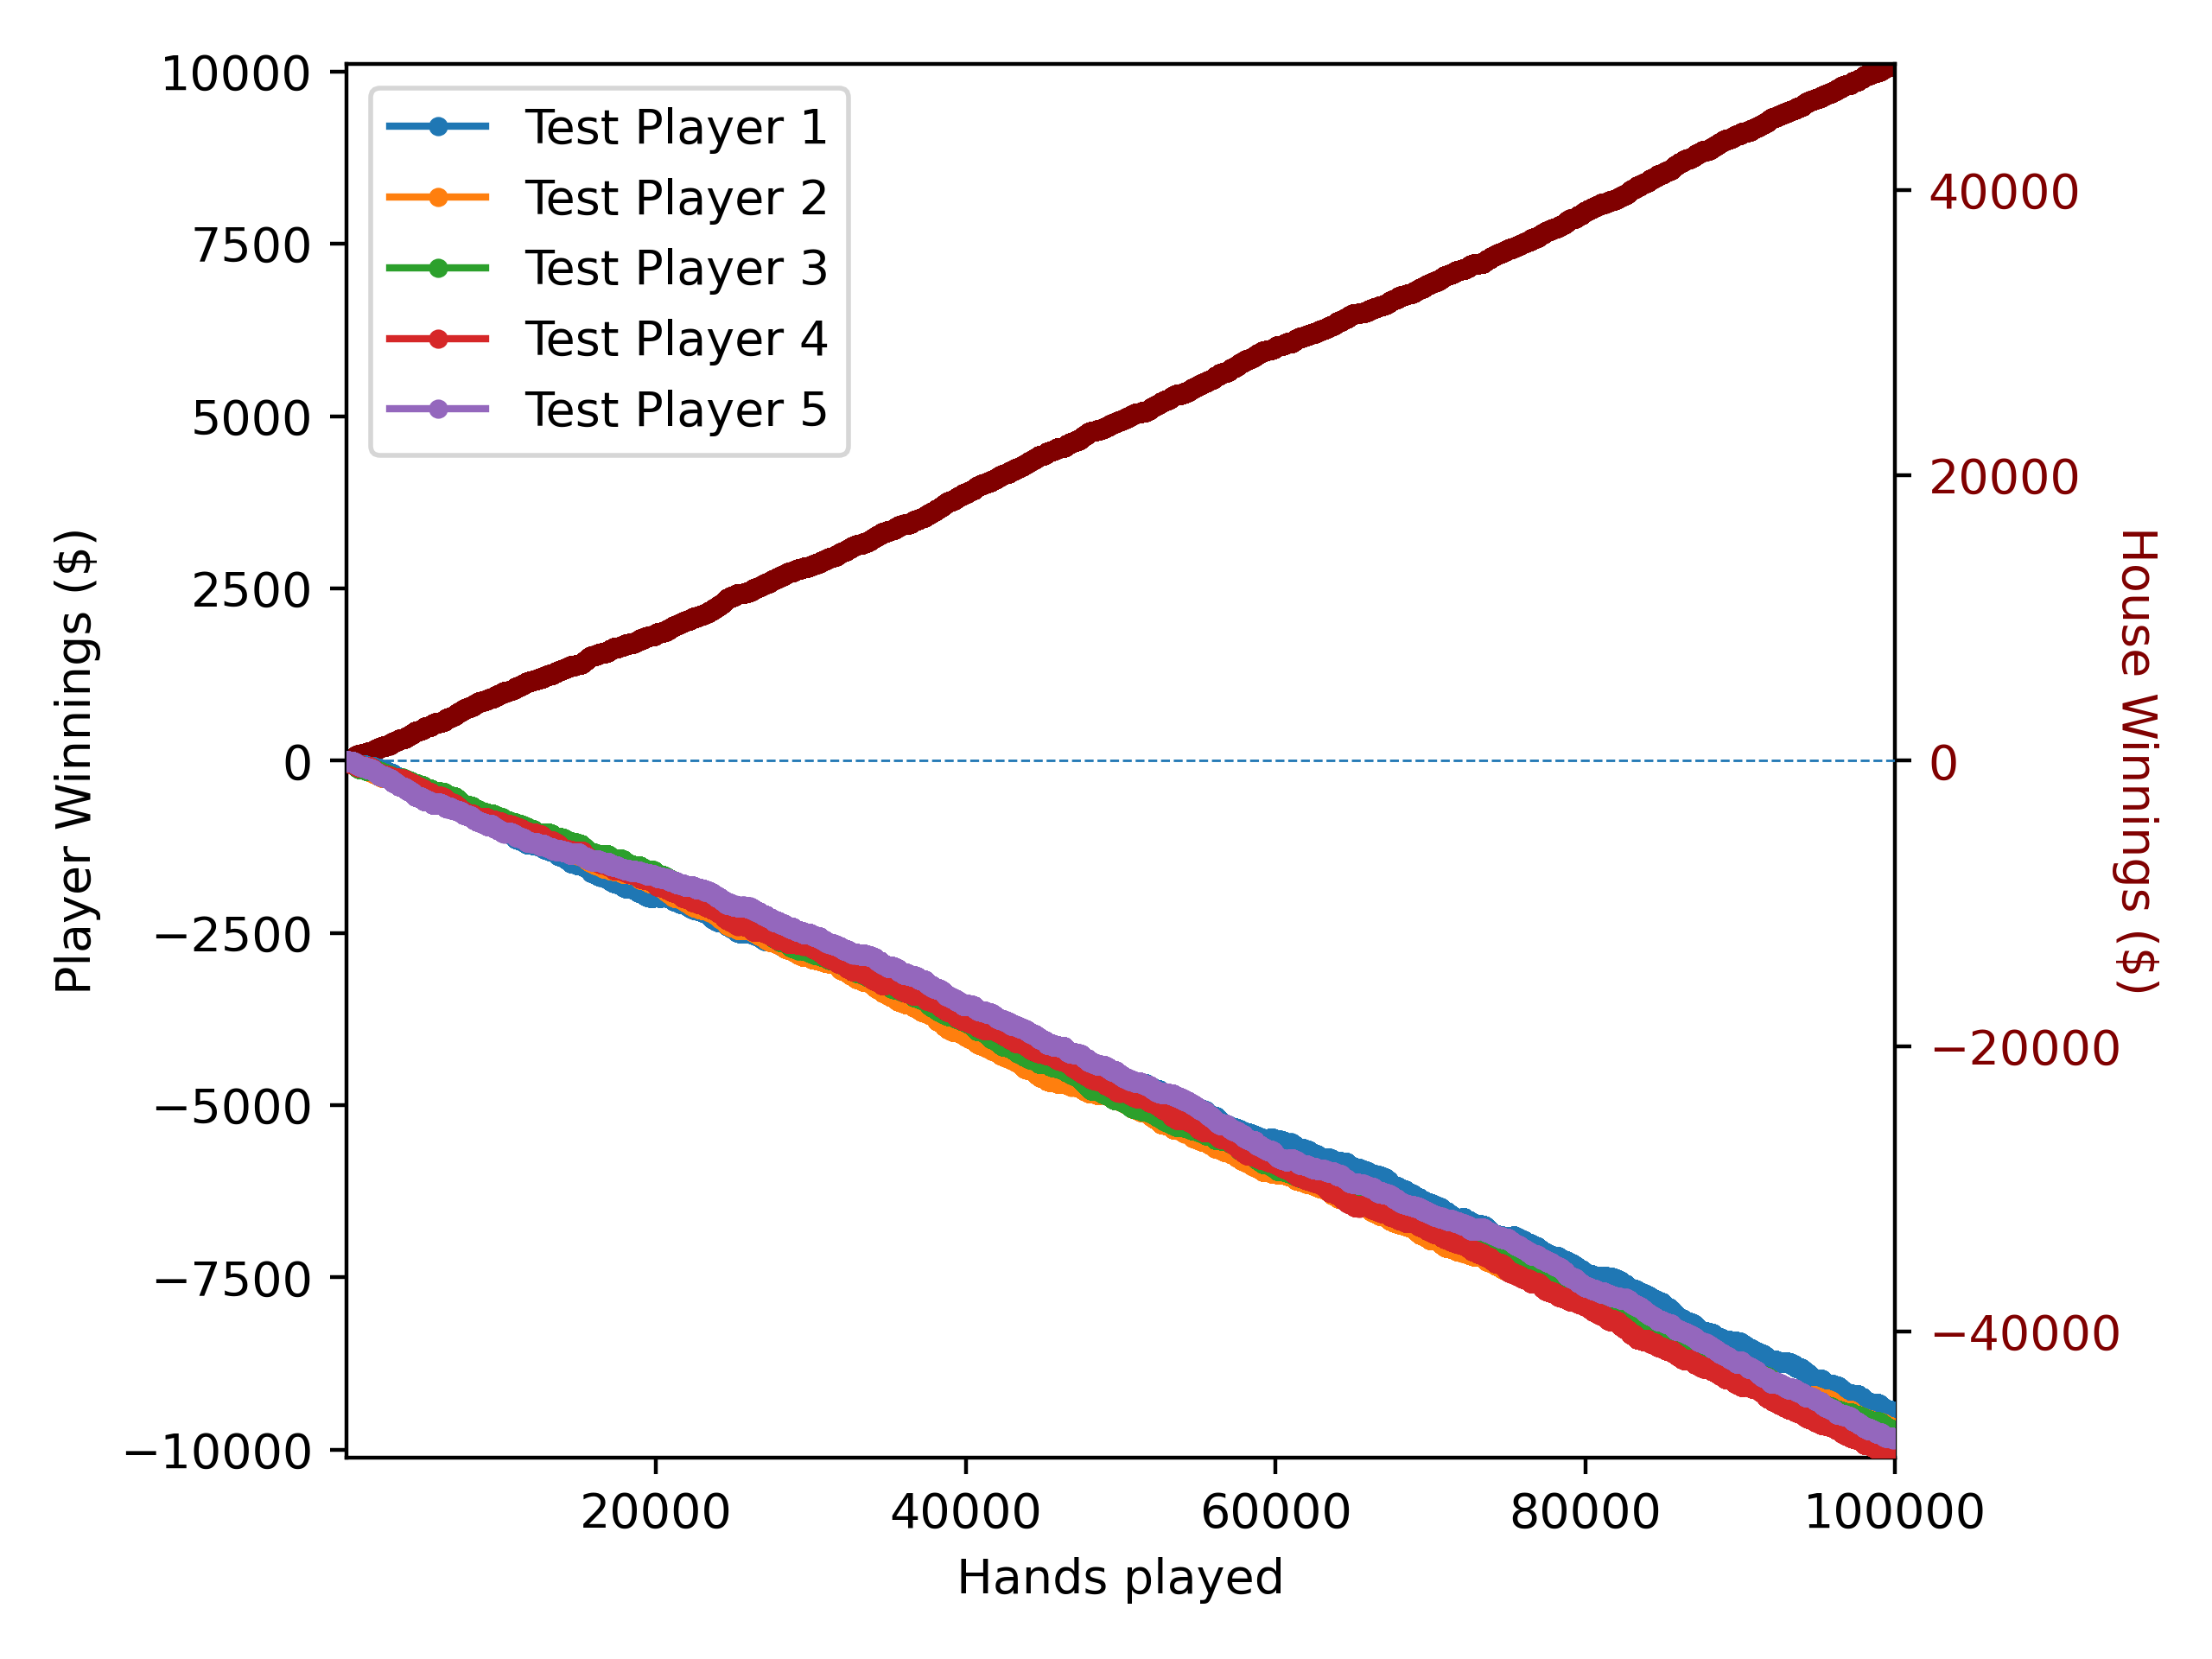 10000
7500
5000
2500
0
−2500
−5000
−7500
−10000
Player Winnings ($)
Test Player 1
Test Player 2
Test Player 3
Test Player 4
Test Player 5
40000
20000
0
−20000
−40000
House Winnings ($)
20000 40000 60000 80000 100000
Hands played